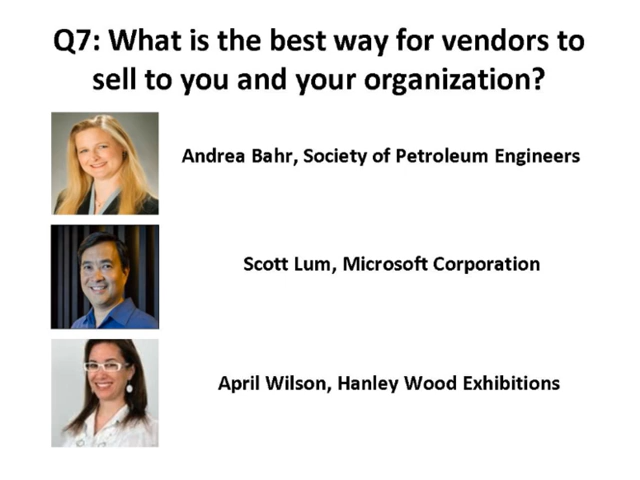 Q7: What is the best way for vendors to
sell to you and your organization?
Andrea Bahr, Society of Petroleum Engineers
Scott Lum, Microsoft Corporation
April Wilson, Hanley Wood Exhibitions